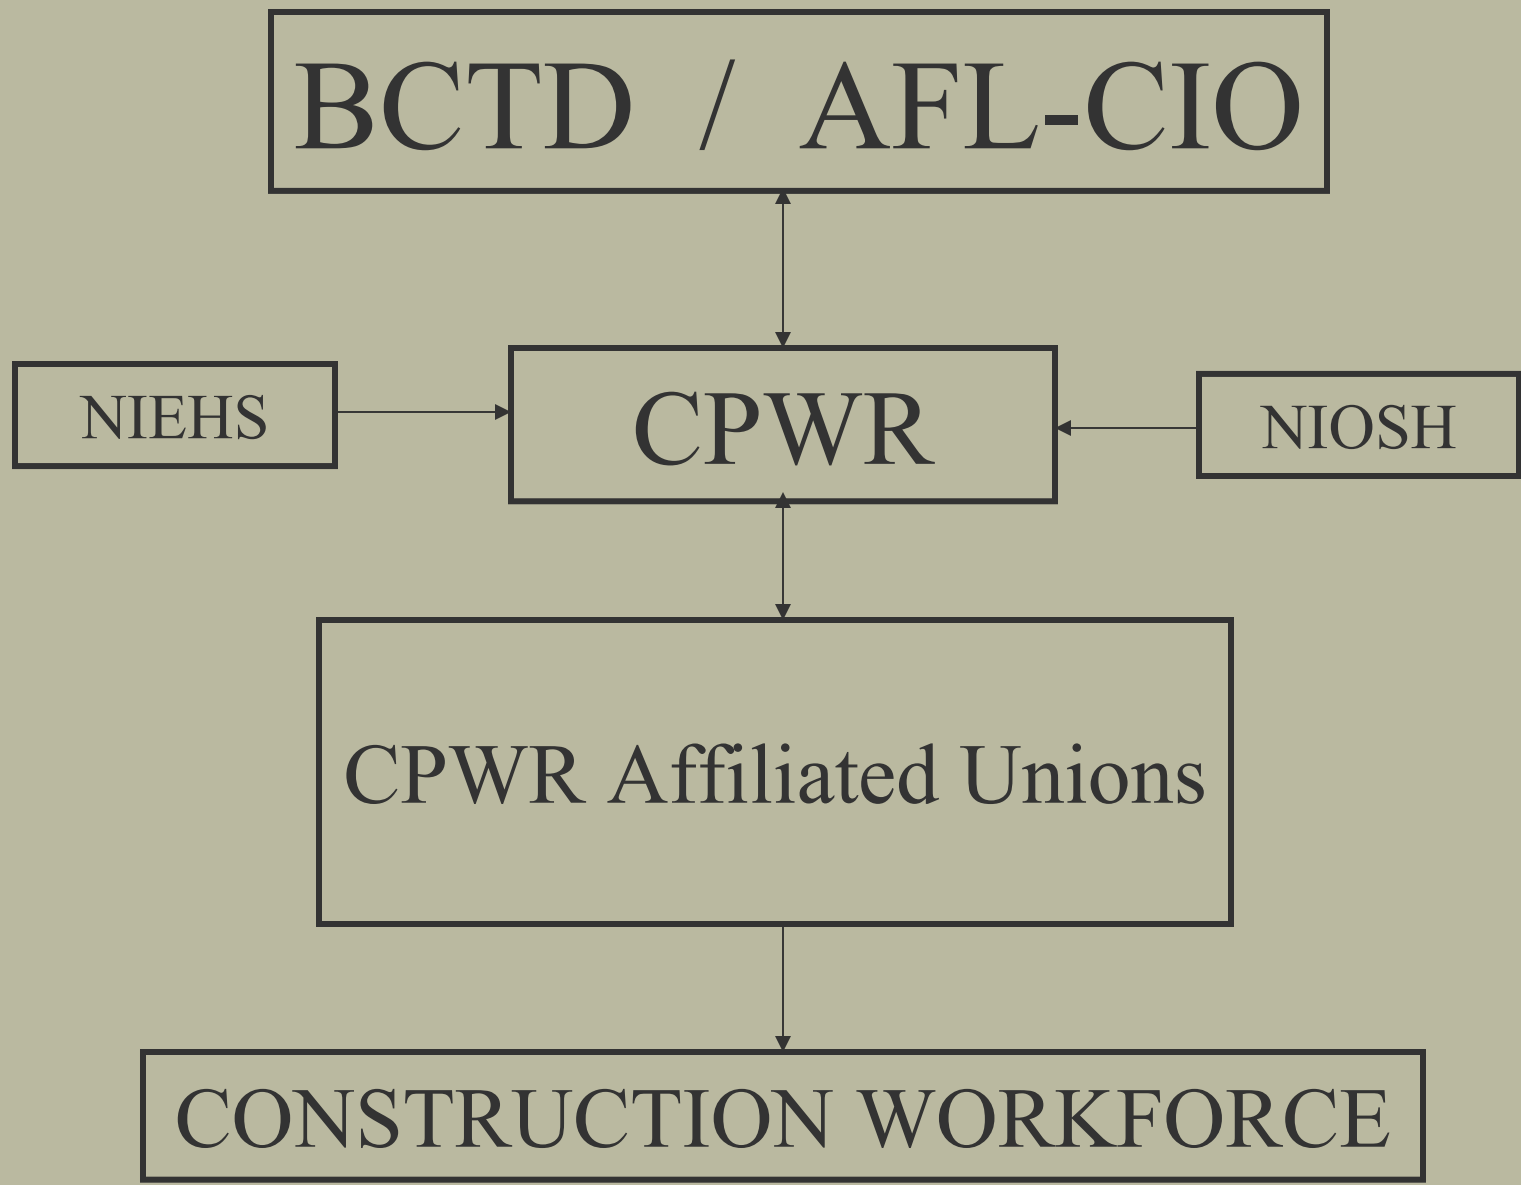 BCTD / AFL-CIO
NIEHS
CPWR
NIOSH
CPWR Affiliated Unions
CONSTRUCTION WORKFORCE